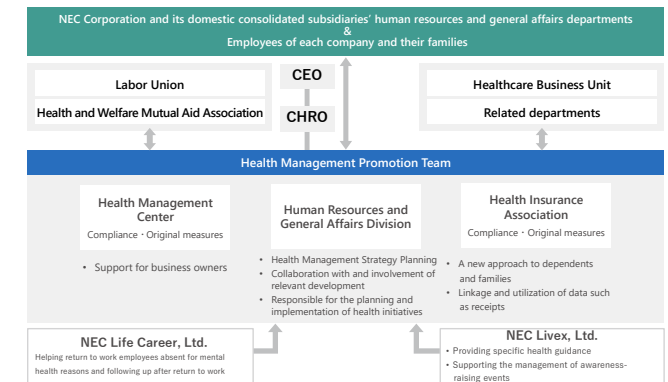 NEC Corporation and its domestic consolidated subsidiaries' human resources and general affairs departments
&
Employees of each company and their families
Labor Union
Health and Welfare Mutual Aid Association
CEO
CHRO
Healthcare Business Unit
Related departments
Health Management Promotion Team
Health Management
Center
Compliance・Original measures
• Support for business owners
Human Resources and
General Affairs Division
• Health Management Strategy Planning
• Collaboration with and involvement of
relevant development
• Responsible for the planning and
implementation of health initiatives
Health Insurance
Association
Compliance・Original measures
• A new approach to dependents
and families
• Linkage and utilization of data such
as receipts
NEC Life Career, Ltd.
Helping return to work employees absent for mental
health reasons and following up after return to work
NEC Livex, Ltd.
• Providing specific health guidance
• Supporting the management of awareness-
raising events